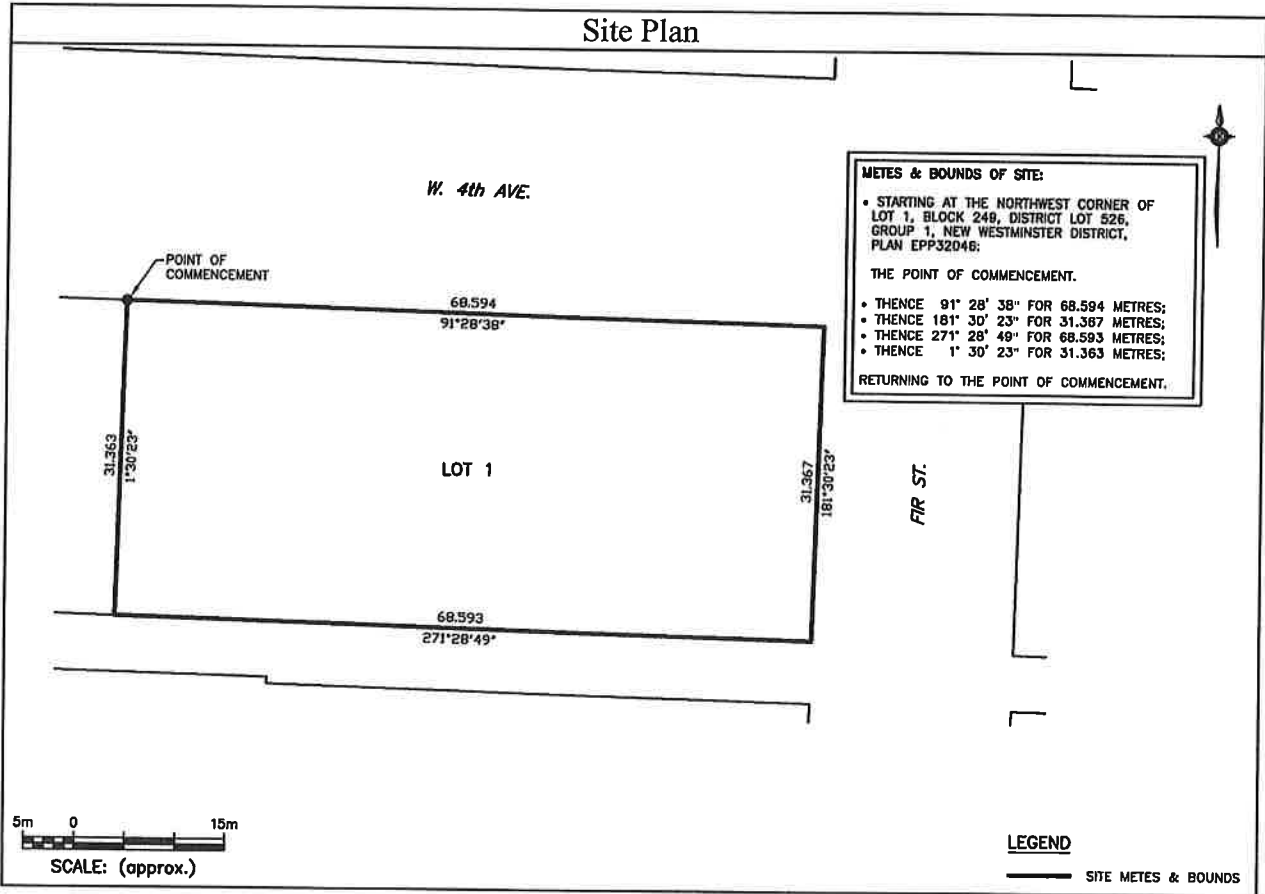 Site Plan
W. 4th AVE.
POINT OF
COMMENCEMENT
68.594
91°28'38"
METES & BOUNDS OF SITE:
• STARTING AT THE NORTHWEST CORNER OF
LOT 1, BLOCK 249, DISTRICT LOT 526,
GROUP 1, NEW WESTMINSTER DISTRICT,
PLAN EPP32046:
THE POINT OF COMMENCEMENT.
• THENCE 91° 28' 38" FOR 68.594 METRES;
• THENCE 181° 30' 23" FOR 31.367 METRES;
• THENCE 271° 28' 49" FOR 68.593 METRES;
• THENCE 1° 30' 23" FOR 31.363 METRES;
RETURNING TO THE POINT OF COMMENCEMENT.
31.363
1°30'23"
LOT 1
31.367
181°30'23"
FIR ST.
68.593
271°28'49"
5m 0 15m
SCALE: (approx.)
LEGEND
SITE METES & BOUNDS